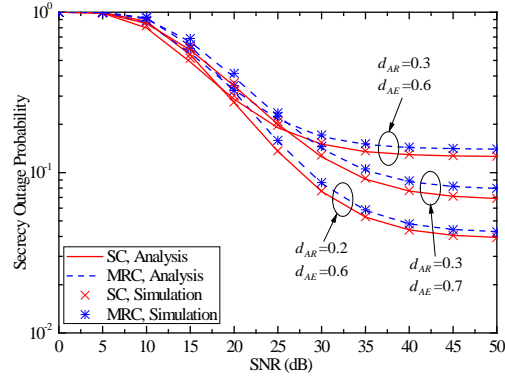 Secrecy Outage Probability
10^0
10^-1
10^-2
d_AR=0.3
d_AE=0.6
d_AR=0.2
d_AE=0.6
d_AR=0.3
d_AE=0.7
SC, Analysis
MRC, Analysis
SC, Simulation
MRC, Simulation
0 5 10 15 20 25 30 35 40 45 50
SNR (dB)